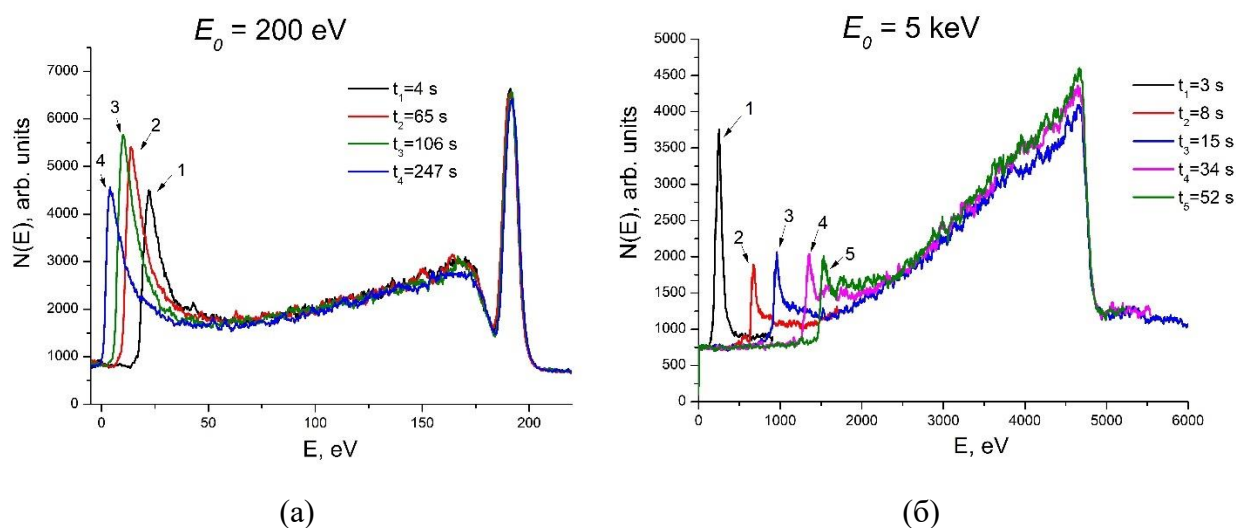 E₀ = 200 eV
7000
6000
5000
4000
3000
2000
1000
0
N(E), arb. units
t₁=4 s
t₂=65 s
t₃=106 s
t₄=247 s
3
2
4
1
0
50
100
150
200
E, eV
(а)
E₀ = 5 keV
5000
4500
4000
3500
3000
2500
2000
1500
1000
500
0
N(E), arb. units
t₁=3 s
t₂=8 s
t₃=15 s
t₄=34 s
t₅=52 s
1
2
3
4
5
0
1000
2000
3000
4000
5000
6000
E, eV
(б)